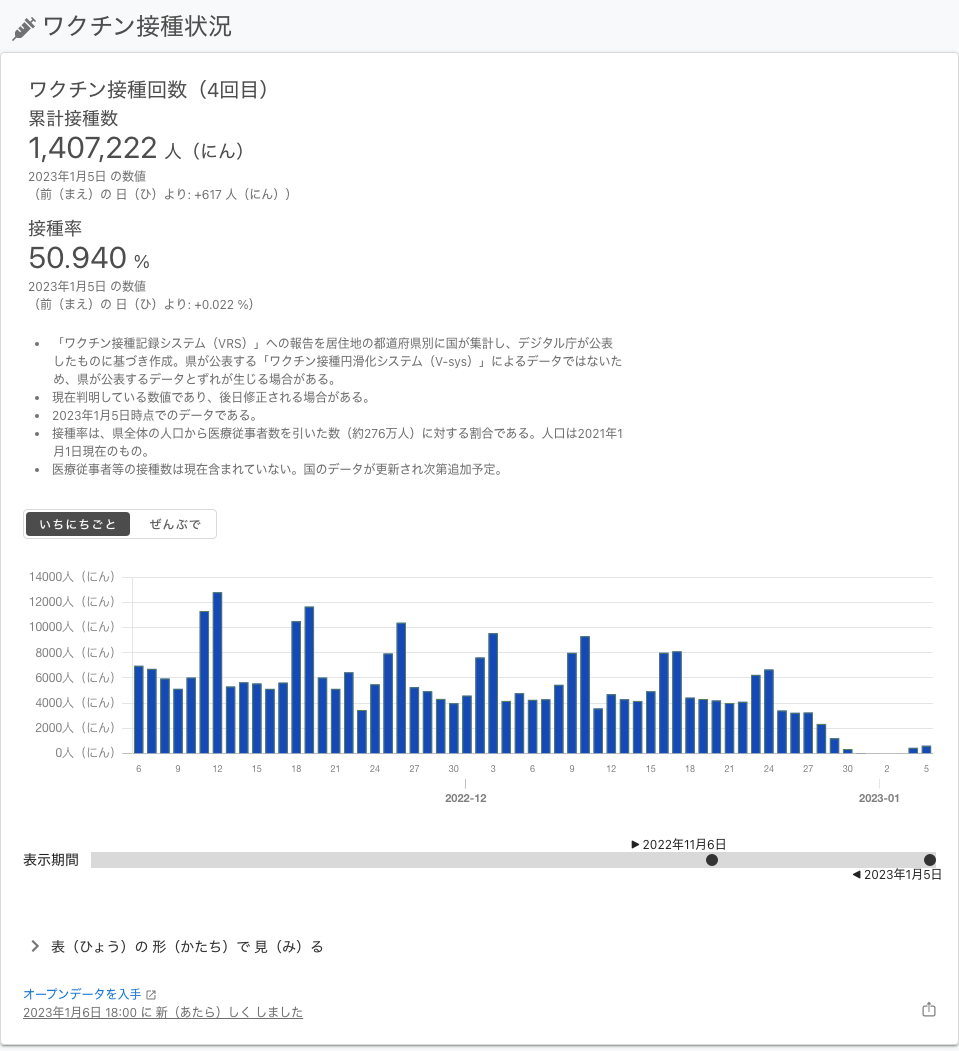 ワクチン接種状況
ワクチン接種回数（4回目）
累計接種数
1,407,222 人（にん）
2023年1月5日 の数値
（前（まえ）の 日（ひ）より: +617 人（にん））
接種率
50.940 %
2023年1月5日 の数値
（前（まえ）の 日（ひ）より: +0.022 %）
• 「ワクチン接種記録システム（VRS）」への報告を居住地の都道府県別に国が集計し、デジタル庁が公表
したものに基づき作成。県が公表する「ワクチン接種円滑化システム（V-sys）」によるデータではないた
め、県が公表するデータとずれが生じる場合がある。
• 現在判明している数値であり、後日修正される場合がある。
• 2023年1月5日時点でのデータである。
• 接種率は、県全体の人口から医療従事者数を引いた数（約276万人）に対する割合である。人口は2021年1
月1日現在のもの。
• 医療従事者等の接種数は現在含まれていない。国のデータが更新され次第追加予定。
いちにちごと ぜんぶで
14000人（にん）
12000人（にん）
10000人（にん）
8000人（にん）
6000人（にん）
4000人（にん）
2000人（にん）
0人（にん）
6 9 12 15 18 21 24 27 30 3 6 9 12 15 18 21 24 27 30 2 5
2022-12 2023-01
▶ 2022年11月6日
表示期間
◀ 2023年1月5日
表（ひょう）の 形（かたち）で 見（み）る
オープンデータを入手
2023年1月6日 18:00 に 新（あたら）しく しました